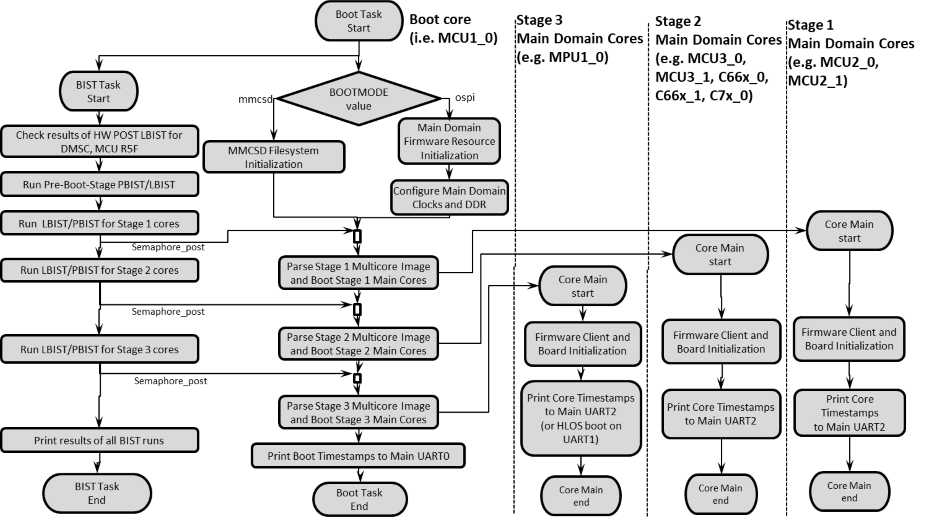 Boot Task
Start
Boot core
(i.e. MCU1_0)
Stage 3
Main Domain Cores
(e.g. MPU1_0)
Stage 2
Main Domain Cores
(e.g. MCU3_0,
MCU3_1, C66x_0,
C66x_1, C7x_0)
Stage 1
Main Domain Cores
(e.g. MCU2_0,
MCU2_1)
BIST Task
Start
mmcsd
BOOTMODE
value
ospi
Check results of HW POST LBIST for
DMSC, MCU R5F
MMCSD Filesystem
Initialization
Main Domain
Firmware Resource
Initialization
Run Pre-Boot-Stage PBIST/LBIST
Configure Main Domain
Clocks and DDR
Run LBIST/PBIST for Stage 1 cores
Semaphore_post
Run LBIST/PBIST for Stage 2 cores
Parse Stage 1 Multicore Image
and Boot Stage 1 Main Cores
Semaphore_post
Run LBIST/PBIST for Stage 3 cores
Parse Stage 2 Multicore Image
and Boot Stage 2 Main Cores
Semaphore_post
Parse Stage 3 Multicore Image
and Boot Stage 3 Main Cores
Print results of all BIST runs
Print Boot Timestamps to Main UART0
BIST Task
End
Boot Task
End
Core Main
start
Firmware Client and
Board Initialization
Print Core Timestamps
to Main UART2
(or HLOS boot on
UART1)
Core Main
end
Core Main
start
Firmware Client and
Board Initialization
Print Core Timestamps
to Main UART2
Core Main
end
Core Main
start
Firmware Client and
Board Initialization
Print Core
Timestamps
to Main UART2
Core Main
end